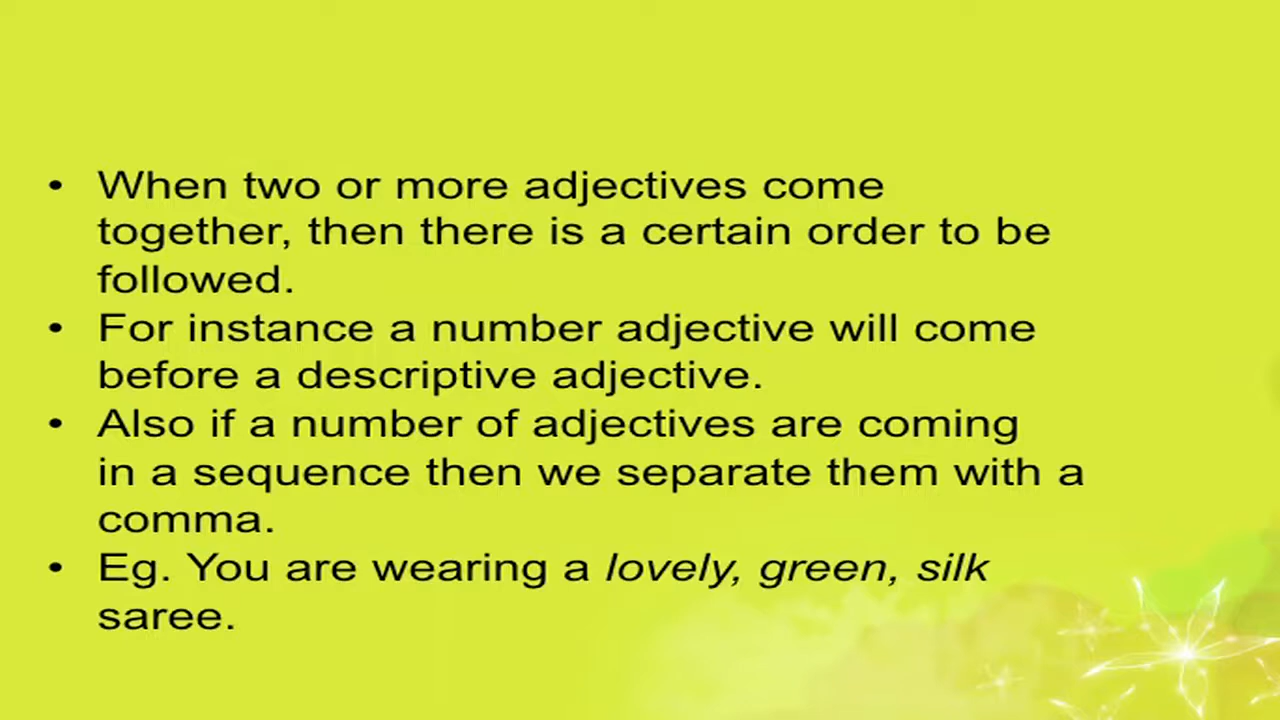 • When two or more adjectives come
together, then there is a certain order to be
followed.
• For instance a number adjective will come
before a descriptive adjective.
• Also if a number of adjectives are coming
in a sequence then we separate them with a
comma.
• Eg. You are wearing a lovely, green, silk
saree.